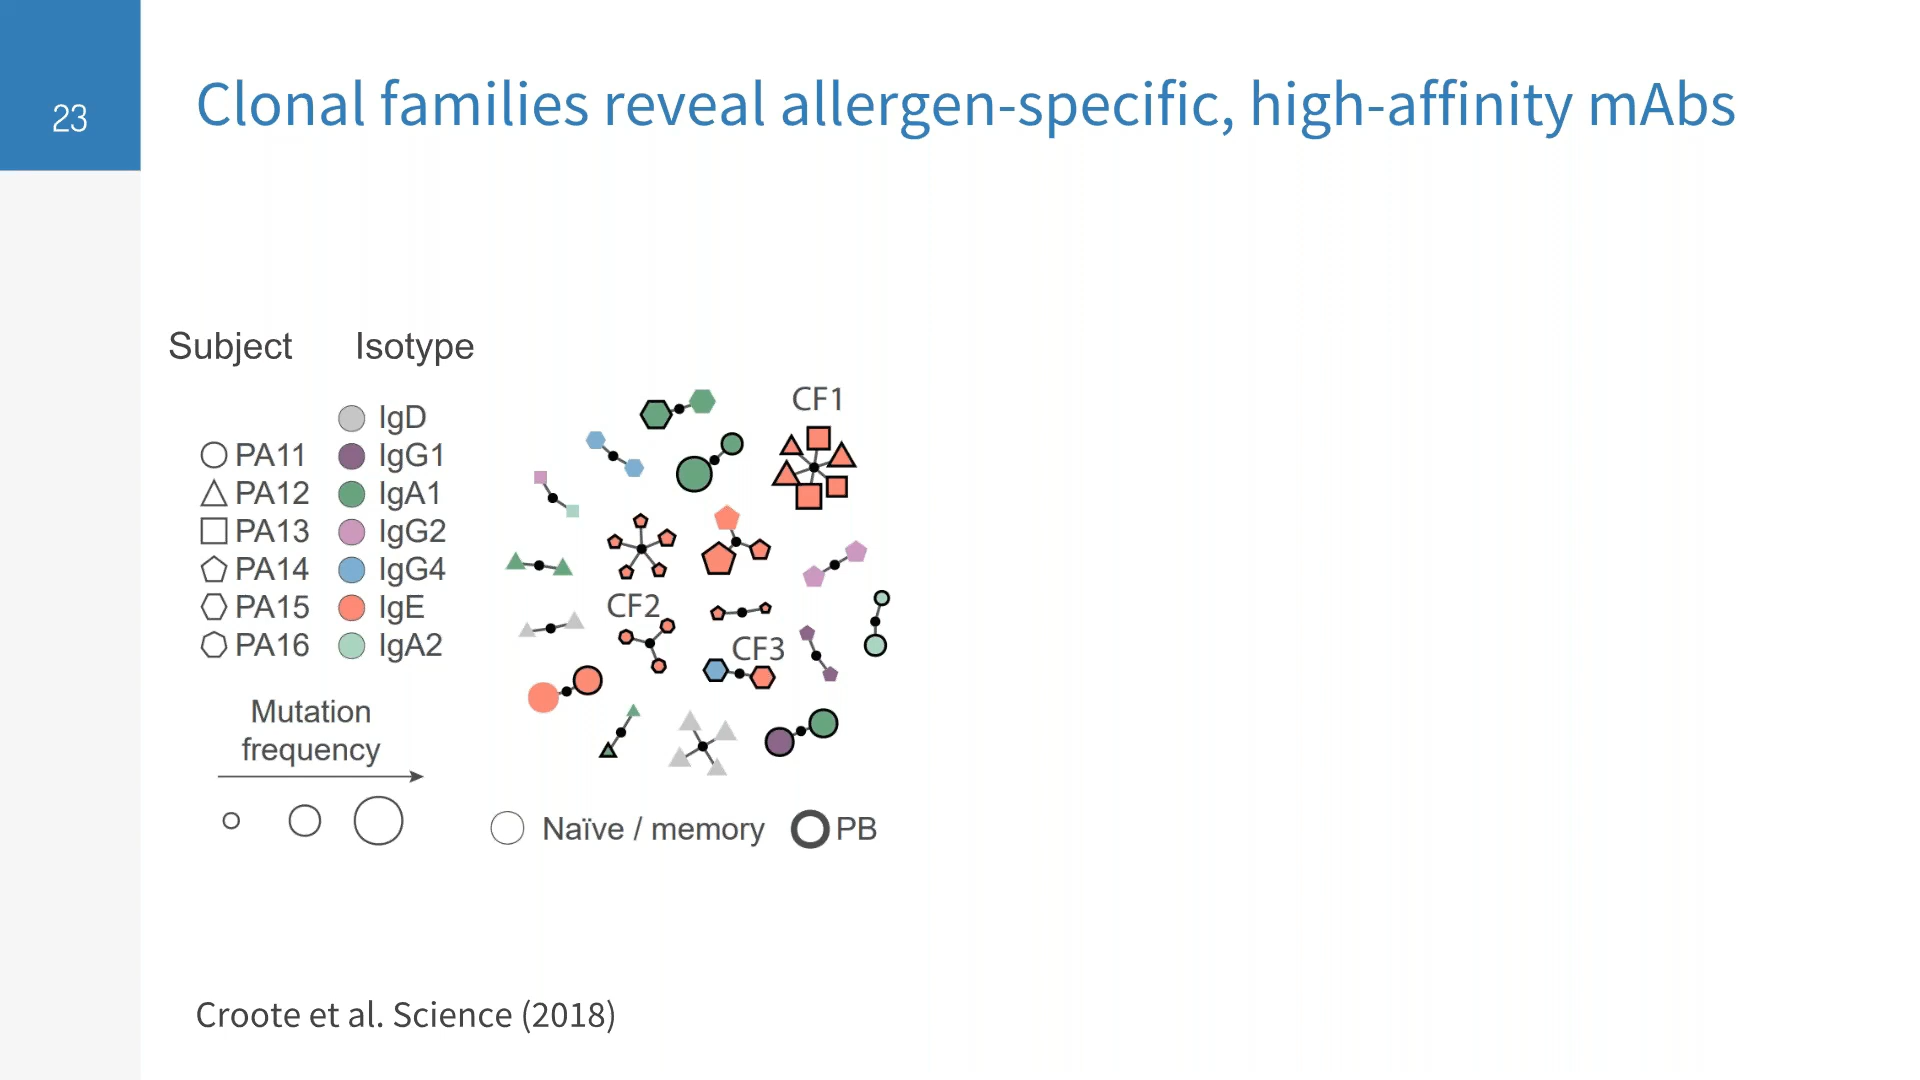 23
Clonal families reveal allergen-specific, high-affinity mAbs
Subject
Isotype
PA11
PA12
PA13
PA14
PA15
PA16
IgD
IgG1
IgA1
IgG2
IgG4
IgE
IgA2
Mutation
frequency
CF1
CF2
CF3
Naïve / memory
PB
Croote et al. Science (2018)